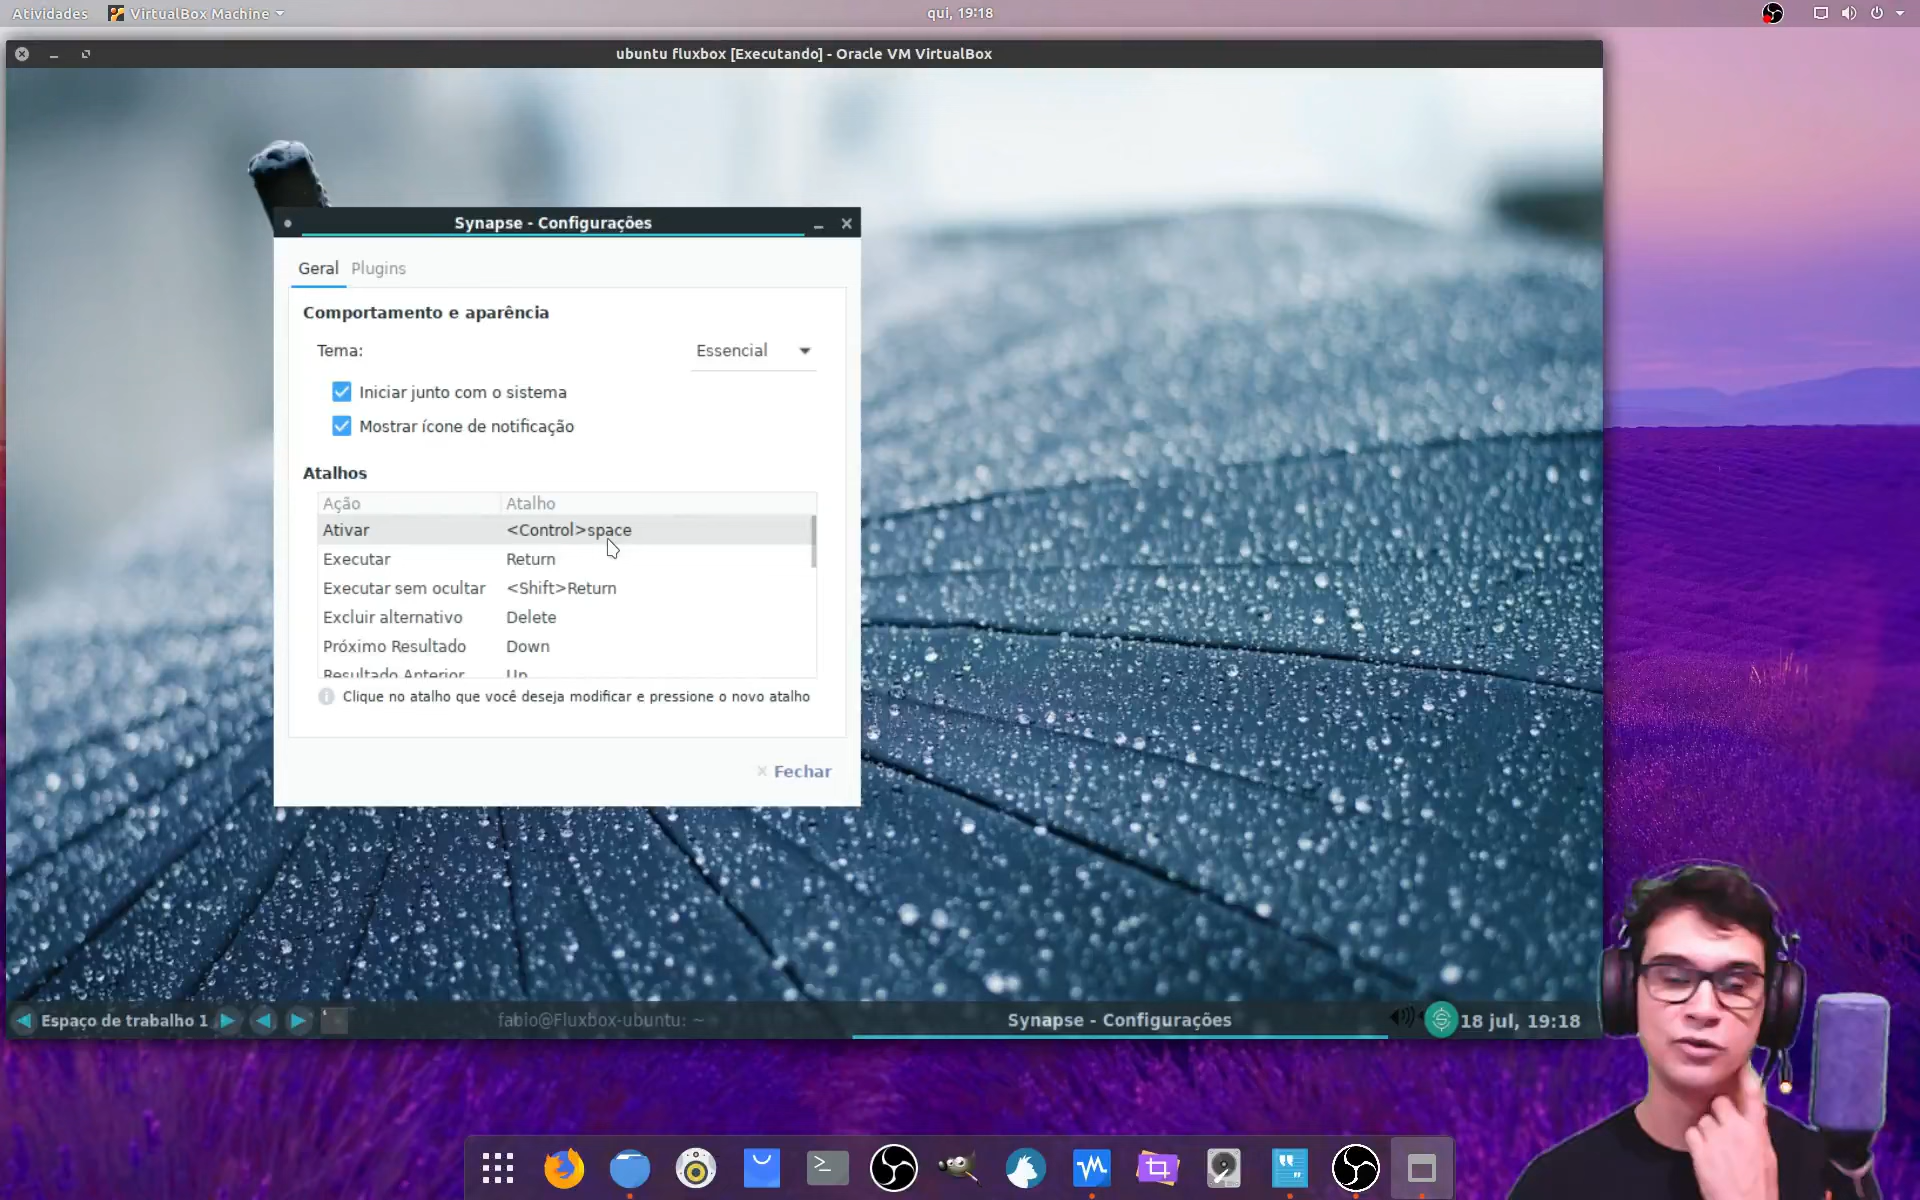 Atividades VirtualBox Machine qui, 19:18
ubuntu fluxbox [Executando] - Oracle VM VirtualBox
Synapse - Configurações
Geral Plugins
Comportamento e aparência
Tema: Essencial
Iniciar junto com o sistema
Mostrar ícone de notificação
Atalhos
Ação Atalho
Ativar <Control>space
Executar Return
Executar sem ocultar <Shift>Return
Excluir alternativo Delete
Próximo Resultado Down
Resultado Anterior Up
Clique no atalho que você deseja modificar e pressione o novo atalho
Fechar
Espaço de trabalho 1 fabio@Fluxbox-ubuntu: ~ Synapse - Configurações 18 jul, 19:18